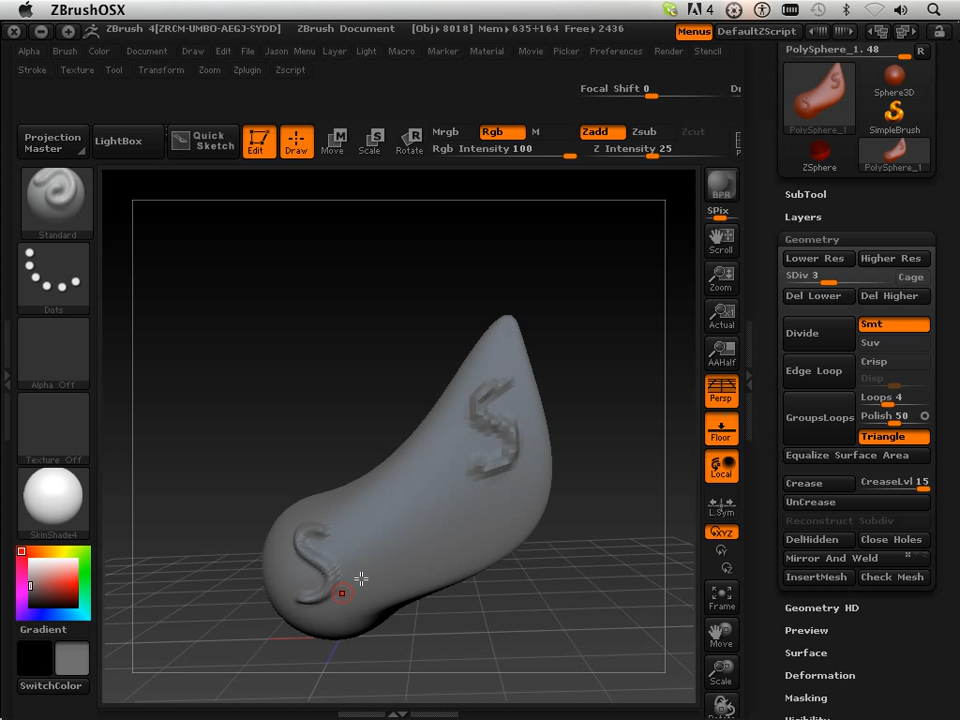 ZBrushOSX
4
ZBrush 4[ZRCM-UMBO-AEGJ-SYDD] ZBrush Document [Obj>8018] Mem>635+164 Free>2436 Menus DefaultZScript
Alpha Brush Color Document Draw Edit File Jason Menu Layer Light Macro Marker Material Movie Picker Preferences Render Stencil
Stroke Texture Tool Transform Zoom Zplugin Zscript
Focal Shift 0
Projection Master
LightBox
Quick Sketch
Edit
Draw
Move
Scale
Rotate
Mrgb Rgb M Zadd Zsub Zcut
Rgb Intensity 100 Z Intensity 25
Standard
Dots
Alpha Off
Texture Off
SkinShade4
Gradient
SwitchColor
BPR
SPix
Scroll
Zoom
Actual
AAHalf
Persp
Floor
Local
L.Sym
XYZ
Y
Z
Frame
Move
Scale
PolySphere_1. 48 R
PolySphere_1
Sphere3D
SimpleBrush
ZSphere
PolySphere_1
SubTool
Layers
Geometry
Lower Res Higher Res
SDiv 3 Cage
Del Lower Del Higher
Divide
Smt
Suv
Edge Loop
Crisp
Disp
GroupsLoops
Loops 4
Polish 50
Triangle
Equalize Surface Area
Crease CreaseLvl 15
UnCrease
Reconstruct Subdiv
DelHidden Close Holes
Mirror And Weld
InsertMesh Check Mesh
Geometry HD
Preview
Surface
Deformation
Masking